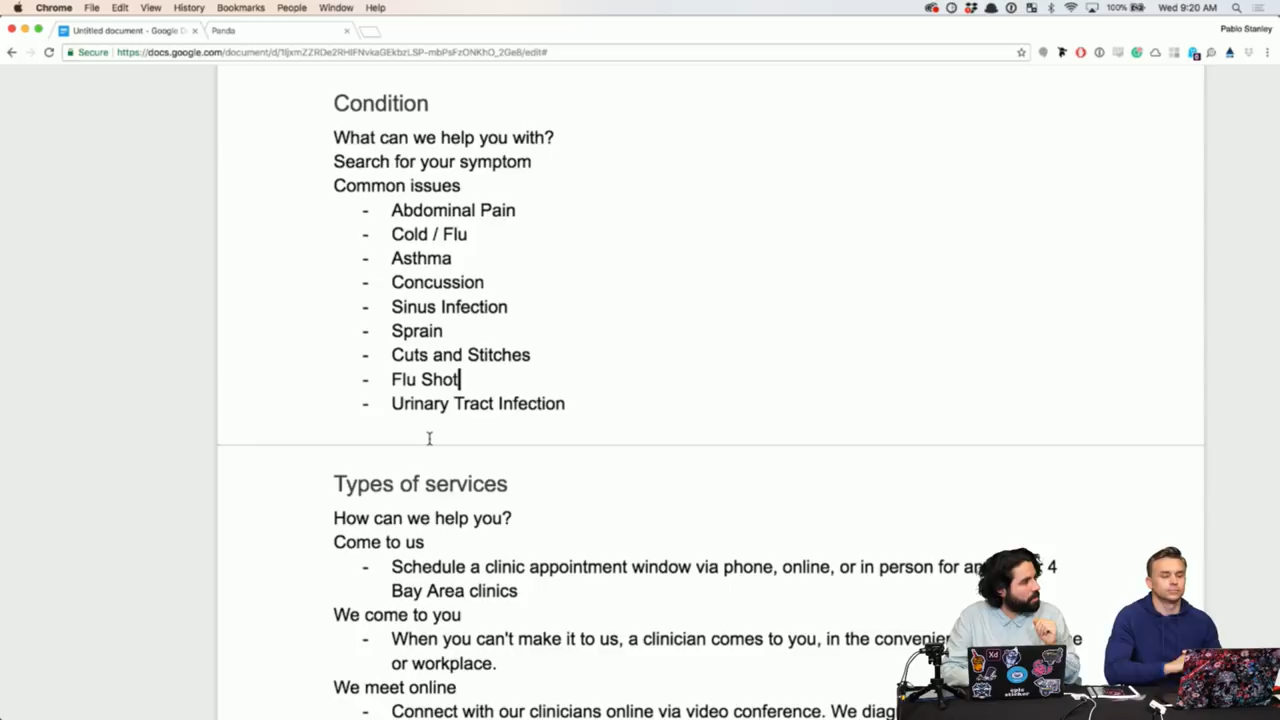 Chrome File Edit View History Bookmarks People Window Help 100% Wed 9:20 AM
Untitled document - Google D Panda Pablo Stanley
Secure
Condition
What can we help you with?
Search for your symptom
Common issues
- Abdominal Pain
- Cold / Flu
- Asthma
- Concussion
- Sinus Infection
- Sprain
- Cuts and Stitches
- Flu Shot
- Urinary Tract Infection
Types of services
How can we help you?
Come to us
- Schedule a clinic appointment window via phone, online, or in person for 4
Bay Area clinics
We come to you
- When you can't make it to us, a clinician comes to you, in the
or workplace.
We meet online
- Connect with our clinicians online via video conference. We
Xd